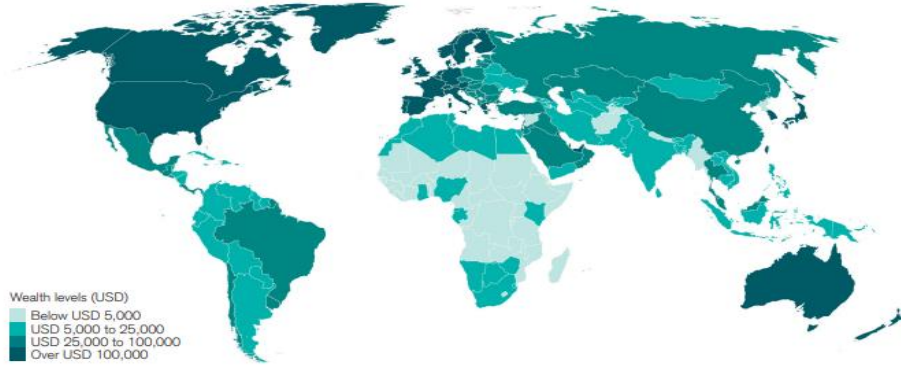 Wealth levels (USD)
Below USD 5,000
USD 5,000 to 25,000
USD 25,000 to 100,000
Over USD 100,000